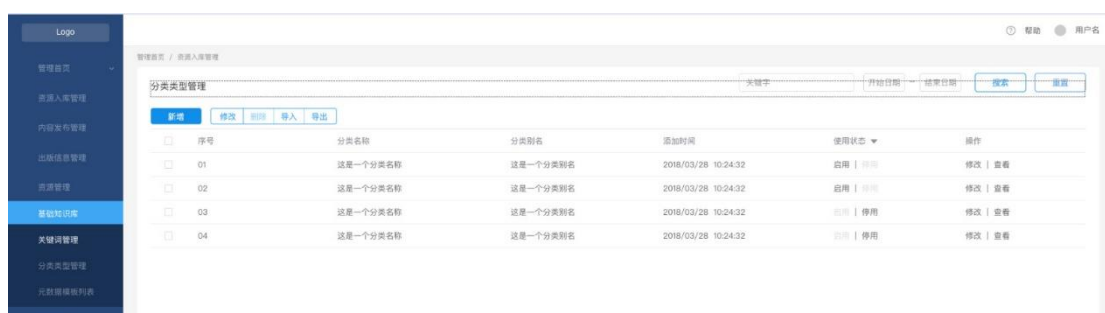 Logo
帮助 用户名
管理首页
管理首页 / 资源入库管理
分类类型管理 关键字 开始日期 - 结束日期 搜索 重置
资源入库管理
新增 修改 删除 导入 导出
内容发布管理
序号 分类名称 分类别名 添加时间 使用状态 操作
出版信息管理
01 这是一个分类名称 这是一个分类别名 2018/03/28 10:24:32 启用 | 停用 修改 | 查看
资源管理
02 这是一个分类名称 这是一个分类别名 2018/03/28 10:24:32 启用 | 停用 修改 | 查看
基础知识库
03 这是一个分类名称 这是一个分类别名 2018/03/28 10:24:32 启用 | 停用 修改 | 查看
关键词管理
04 这是一个分类名称 这是一个分类别名 2018/03/28 10:24:32 启用 | 停用 修改 | 查看
分类类型管理
元数据模板列表